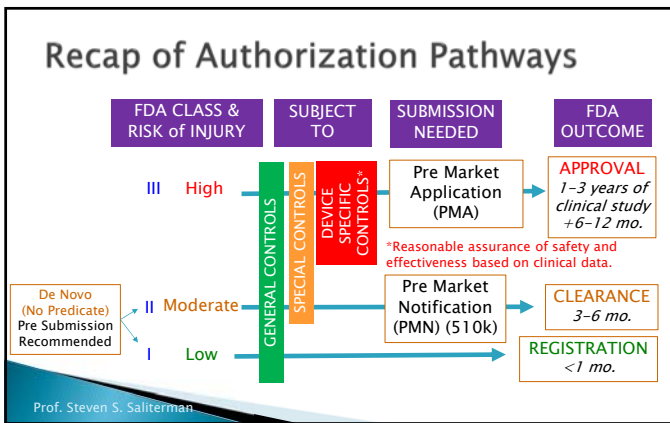 Recap of Authorization Pathways
FDA CLASS &
RISK of INJURY
SUBJECT
TO
SUBMISSION
NEEDED
FDA
OUTCOME
III High
GENERAL CONTROLS
SPECIAL CONTROLS
DEVICE
SPECIFIC
CONTROLS*
Pre Market
Application
(PMA)
APPROVAL
1-3 years of
clinical study
+6-12 mo.
*Reasonable assurance of safety and
effectiveness based on clinical data.
De Novo
(No Predicate)
Pre Submission
Recommended
II Moderate
Pre Market
Notification
(PMN) (510k)
CLEARANCE
3-6 mo.
I Low
REGISTRATION
<1 mo.
Prof. Steven S. Saliterman